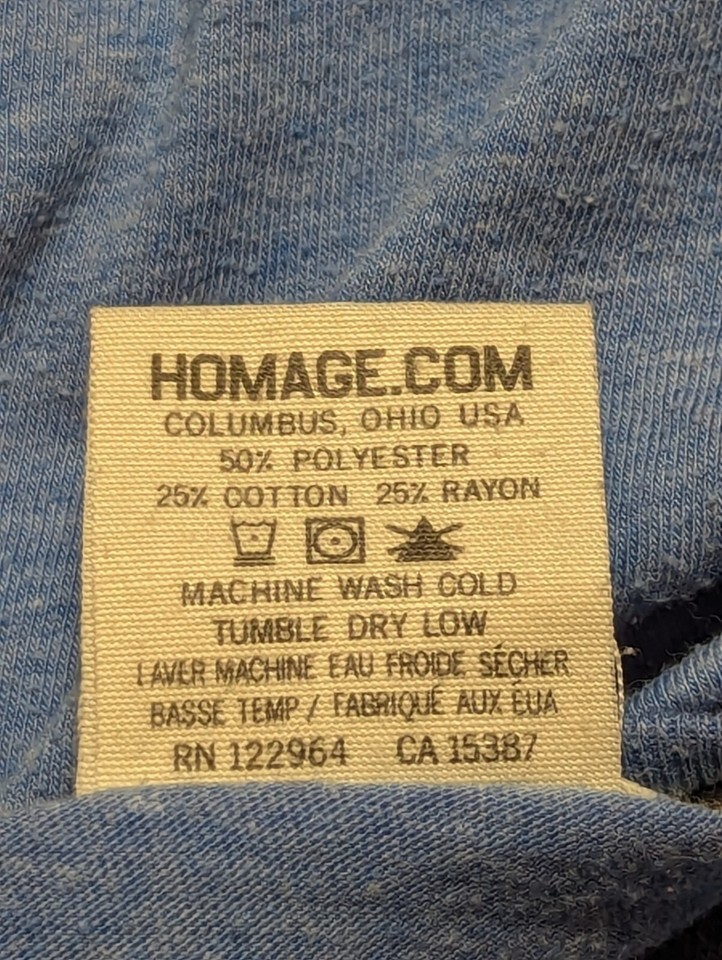 HOMAGE.COM
COLUMBUS, OHIO USA
50% POLYESTER
25% COTTON 25% RAYON
MACHINE WASH COLD
TUMBLE DRY LOW
LAVER MACHINE EAU FROIDE SÉCHER
BASSE TEMP / FABRIQUÉ AUX ÉUA
RN 122964 CA 15387